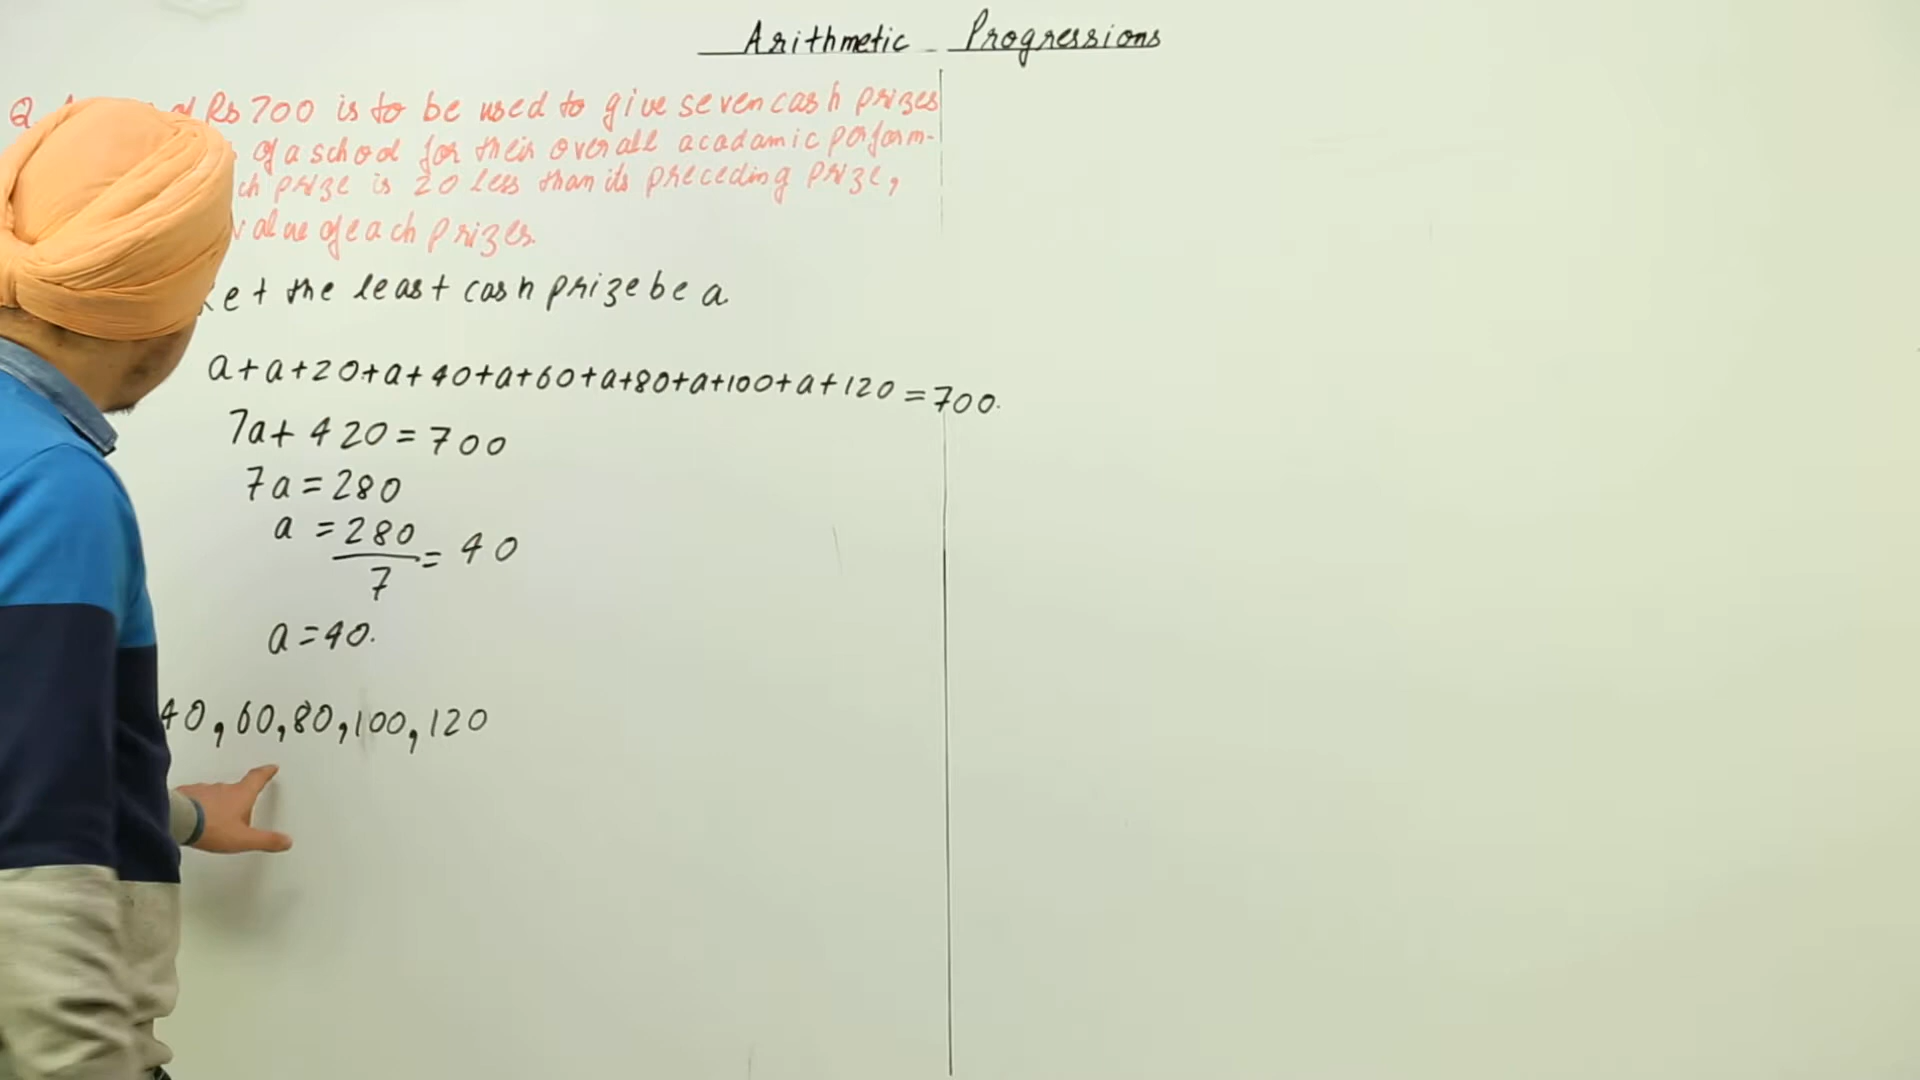 Arithmetic Progressions
Q. Rs 700 is to be used to give seven cash prizes
of a school for their overall acadamic perform-
prize is 20 less than its preceding prize,
value of each prizes.
Let the least cash prize be a.
a+a+20+a+40+a+60+a+80+a+100+a+120=700.
7a+420=700
7a=280
a=280/7=40
a=40.
40,60,80,100,120